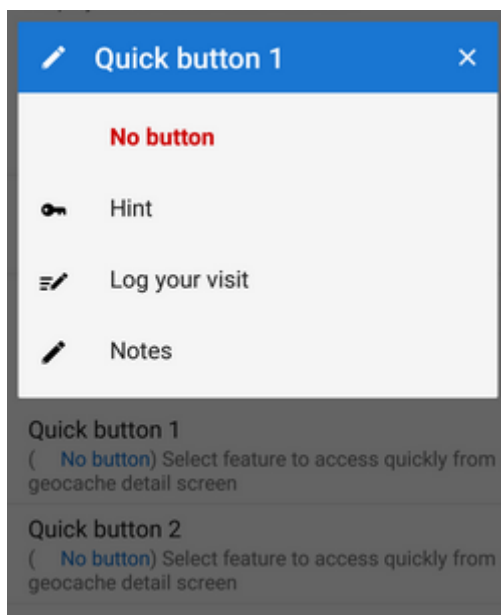 Quick button 1
No button
Hint
Log your visit
Notes
Quick button 1
( No button) Select feature to access quickly from
geocache detail screen
Quick button 2
( No button) Select feature to access quickly from
geocache detail screen